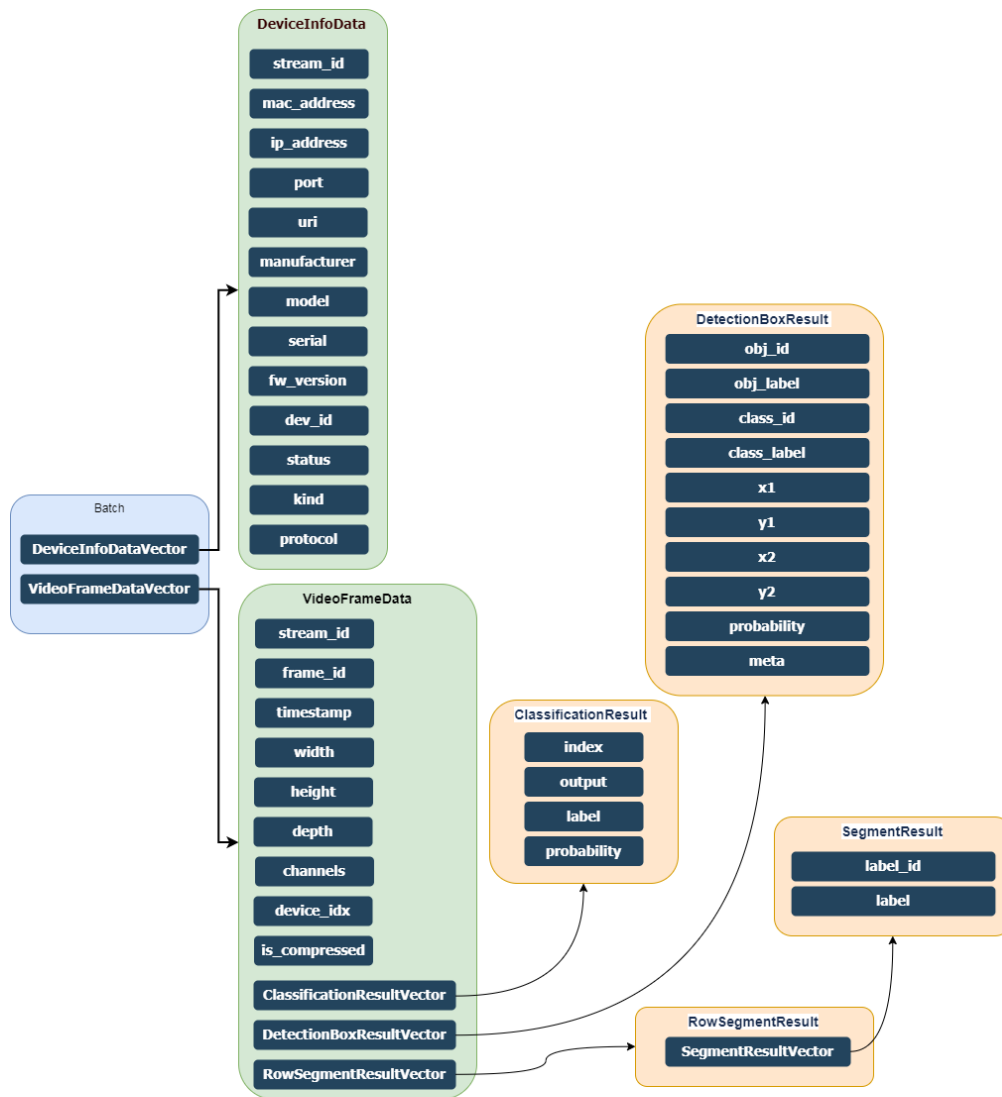 DeviceInfoData
stream_id
mac_address
ip_address
port
uri
manufacturer
model
serial
fw_version
dev_id
status
kind
protocol
Batch
DeviceInfoDataVector
VideoFrameDataVector
VideoFrameData
stream_id
frame_id
timestamp
width
height
depth
channels
device_idx
is_compressed
ClassificationResultVector
DetectionBoxResultVector
RowSegmentResultVector
ClassificationResult
index
output
label
probability
DetectionBoxResult
obj_id
obj_label
class_id
class_label
x1
y1
x2
y2
probability
meta
SegmentResult
label_id
label
RowSegmentResult
SegmentResultVector